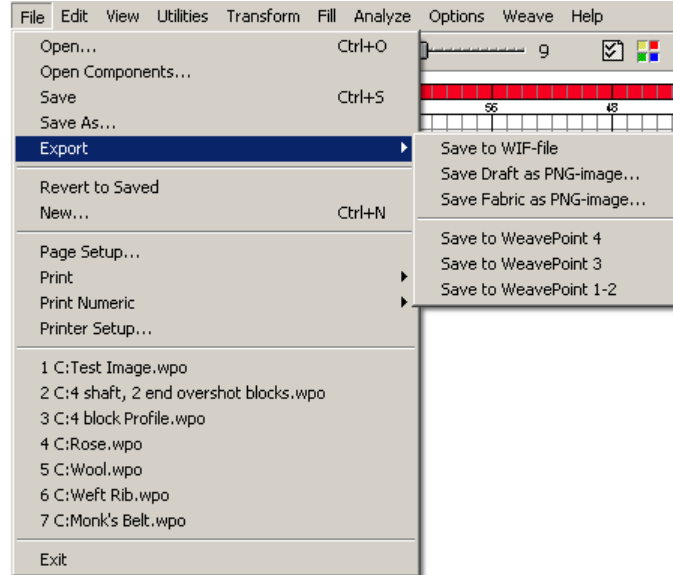 File Edit View Utilities Transform Fill Analyze Options Weave Help
Open... Ctrl+O
9
Open Components...
Save Ctrl+S
56 48
Save As...
Export
Save to WIF-file
Save Draft as PNG-image...
Save Fabric as PNG-image...
Save to WeavePoint 4
Save to WeavePoint 3
Save to WeavePoint 1-2
Revert to Saved
New... Ctrl+N
Page Setup...
Print
Print Numeric
Printer Setup...
1 C:Test Image.wpo
2 C:4 shaft, 2 end overshot blocks.wpo
3 C:4 block Profile.wpo
4 C:Rose.wpo
5 C:Wool.wpo
6 C:Weft Rib.wpo
7 C:Monk's Belt.wpo
Exit